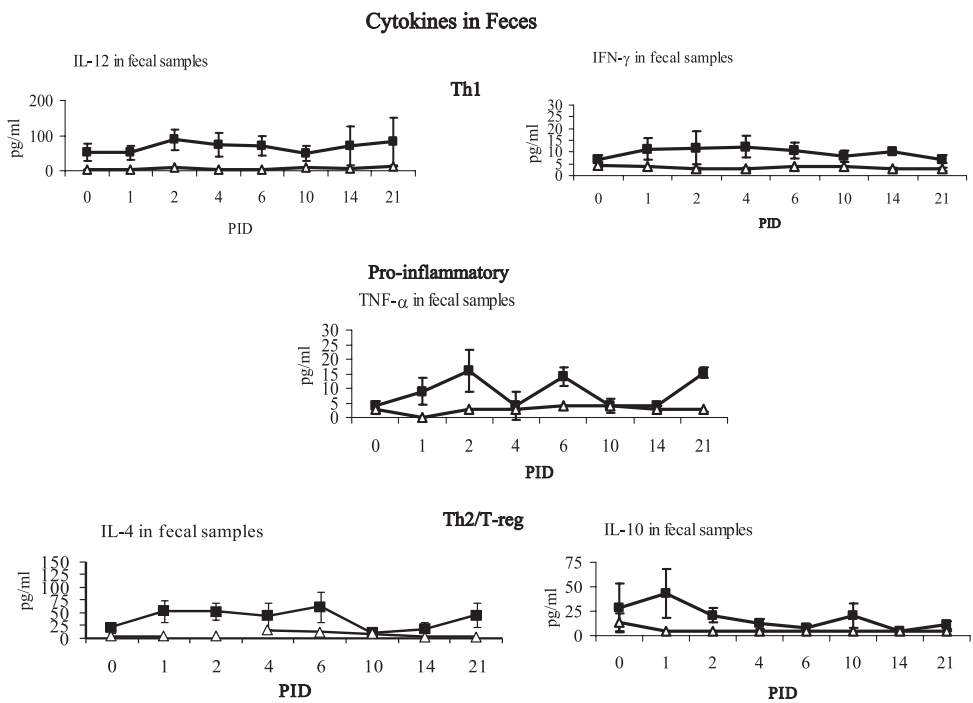 Cytokines in Feces
IL-12 in fecal samples
IFN-γ in fecal samples
Th1
pg/ml
200
100
0
0 1 2 4 6 10 14 21
PID
pg/ml
30
25
20
15
10
5
0
0 1 2 4 6 10 14 21
PID
Pro-inflammatory
TNF-α in fecal samples
pg/ml
30
25
20
15
10
5
0
0 1 2 4 6 10 14 21
PID
Th2/T-reg
IL-4 in fecal samples
IL-10 in fecal samples
pg/ml
150
125
100
75
50
25
0
0 1 2 4 6 10 14 21
PID
pg/ml
75
50
25
0
0 1 2 4 6 10 14 21
PID